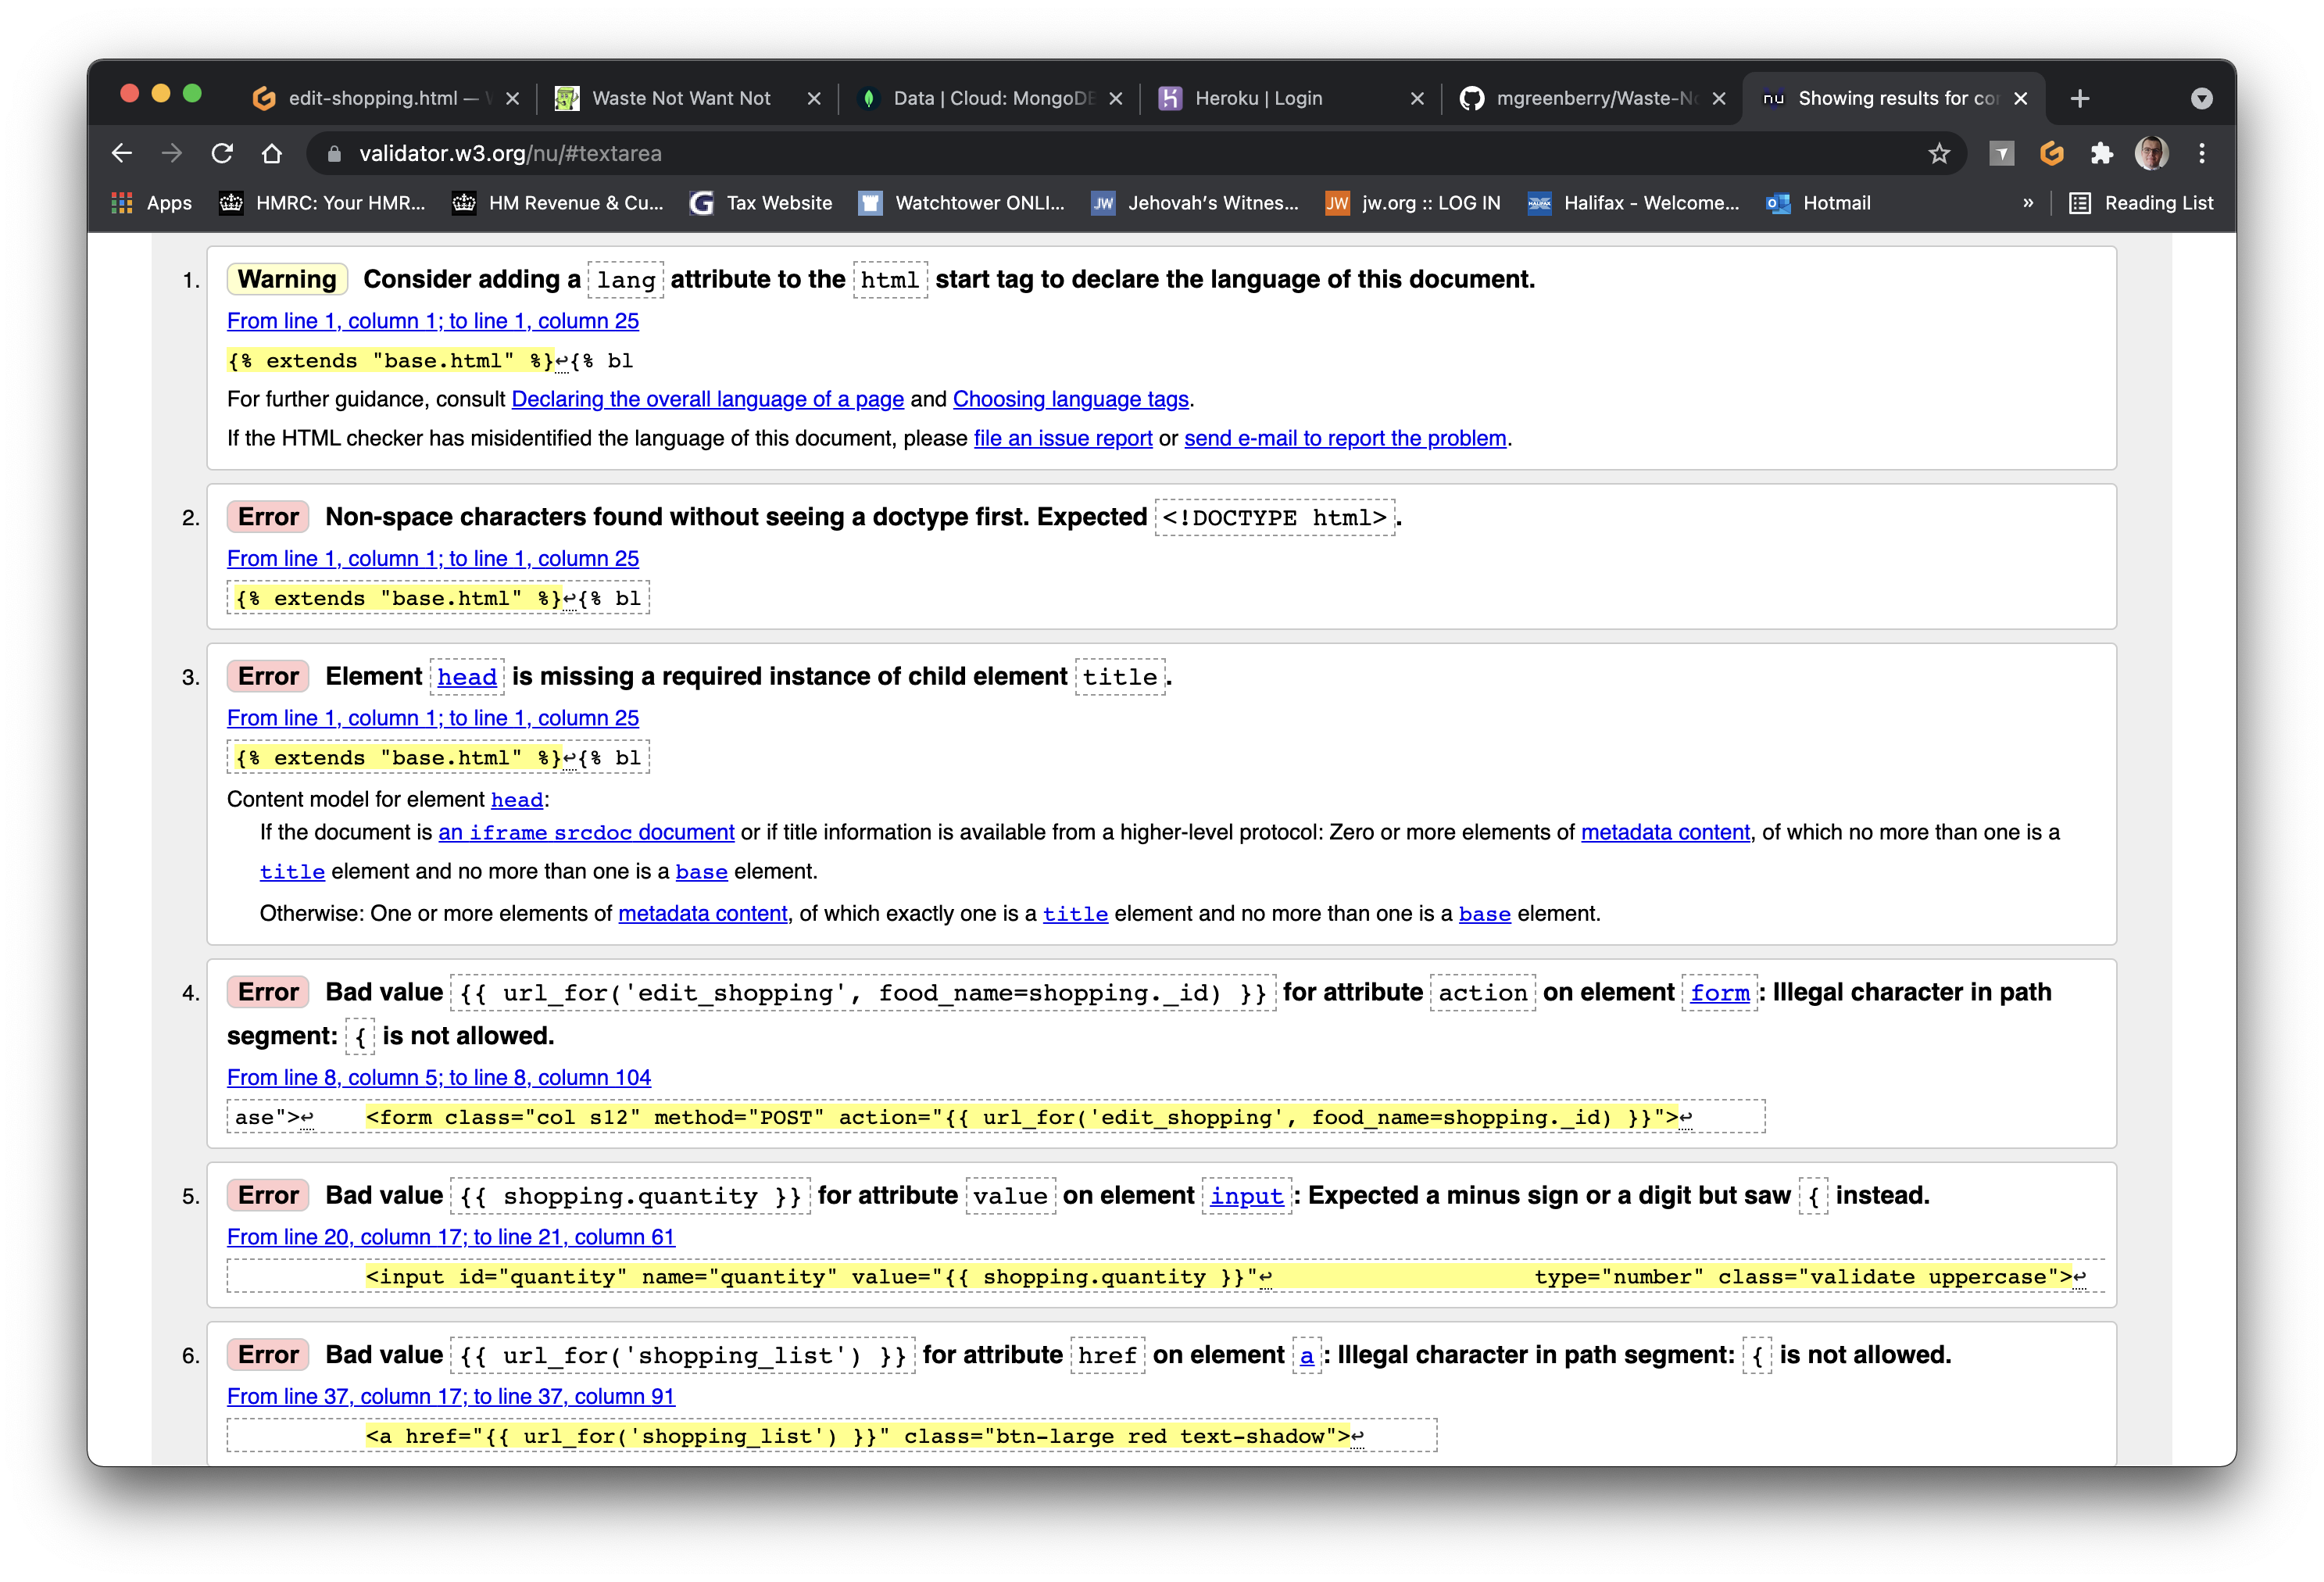 edit-shopping.html — W
Waste Not Want Not
Data | Cloud: MongoDB
Heroku | Login
mgreenberry/Waste-No
Showing results for con
validator.w3.org/nu/#textarea
Apps
HMRC: Your HMR...
HM Revenue & Cu...
Tax Website
Watchtower ONLI...
JW
Jehovah's Witnes...
JW
jw.org :: LOG IN
Halifax - Welcome...
Hotmail
»
Reading List
1. Warning Consider adding a lang attribute to the html start tag to declare the language of this document.
From line 1, column 1; to line 1, column 25
{% extends "base.html" %}↩{% bl
For further guidance, consult Declaring the overall language of a page and Choosing language tags.
If the HTML checker has misidentified the language of this document, please file an issue report or send e-mail to report the problem.
2. Error Non-space characters found without seeing a doctype first. Expected <!DOCTYPE html>.
From line 1, column 1; to line 1, column 25
{% extends "base.html" %}↩{% bl
3. Error Element head is missing a required instance of child element title.
From line 1, column 1; to line 1, column 25
{% extends "base.html" %}↩{% bl
Content model for element head:
If the document is an iframe srcdoc document or if title information is available from a higher-level protocol: Zero or more elements of metadata content, of which no more than one is a
title element and no more than one is a base element.
Otherwise: One or more elements of metadata content, of which exactly one is a title element and no more than one is a base element.
4. Error Bad value {{ url_for('edit_shopping', food_name=shopping._id) }} for attribute action on element form: Illegal character in path
segment: { is not allowed.
From line 8, column 5; to line 8, column 104
ase">↩    <form class="col s12" method="POST" action="{{ url_for('edit_shopping', food_name=shopping._id) }}">↩
5. Error Bad value {{ shopping.quantity }} for attribute value on element input: Expected a minus sign or a digit but saw { instead.
From line 20, column 17; to line 21, column 61
<input id="quantity" name="quantity" value="{{ shopping.quantity }}"↩                    type="number" class="validate uppercase">↩
6. Error Bad value {{ url_for('shopping_list') }} for attribute href on element a: Illegal character in path segment: { is not allowed.
From line 37, column 17; to line 37, column 91
<a href="{{ url_for('shopping_list') }}" class="btn-large red text-shadow">↩